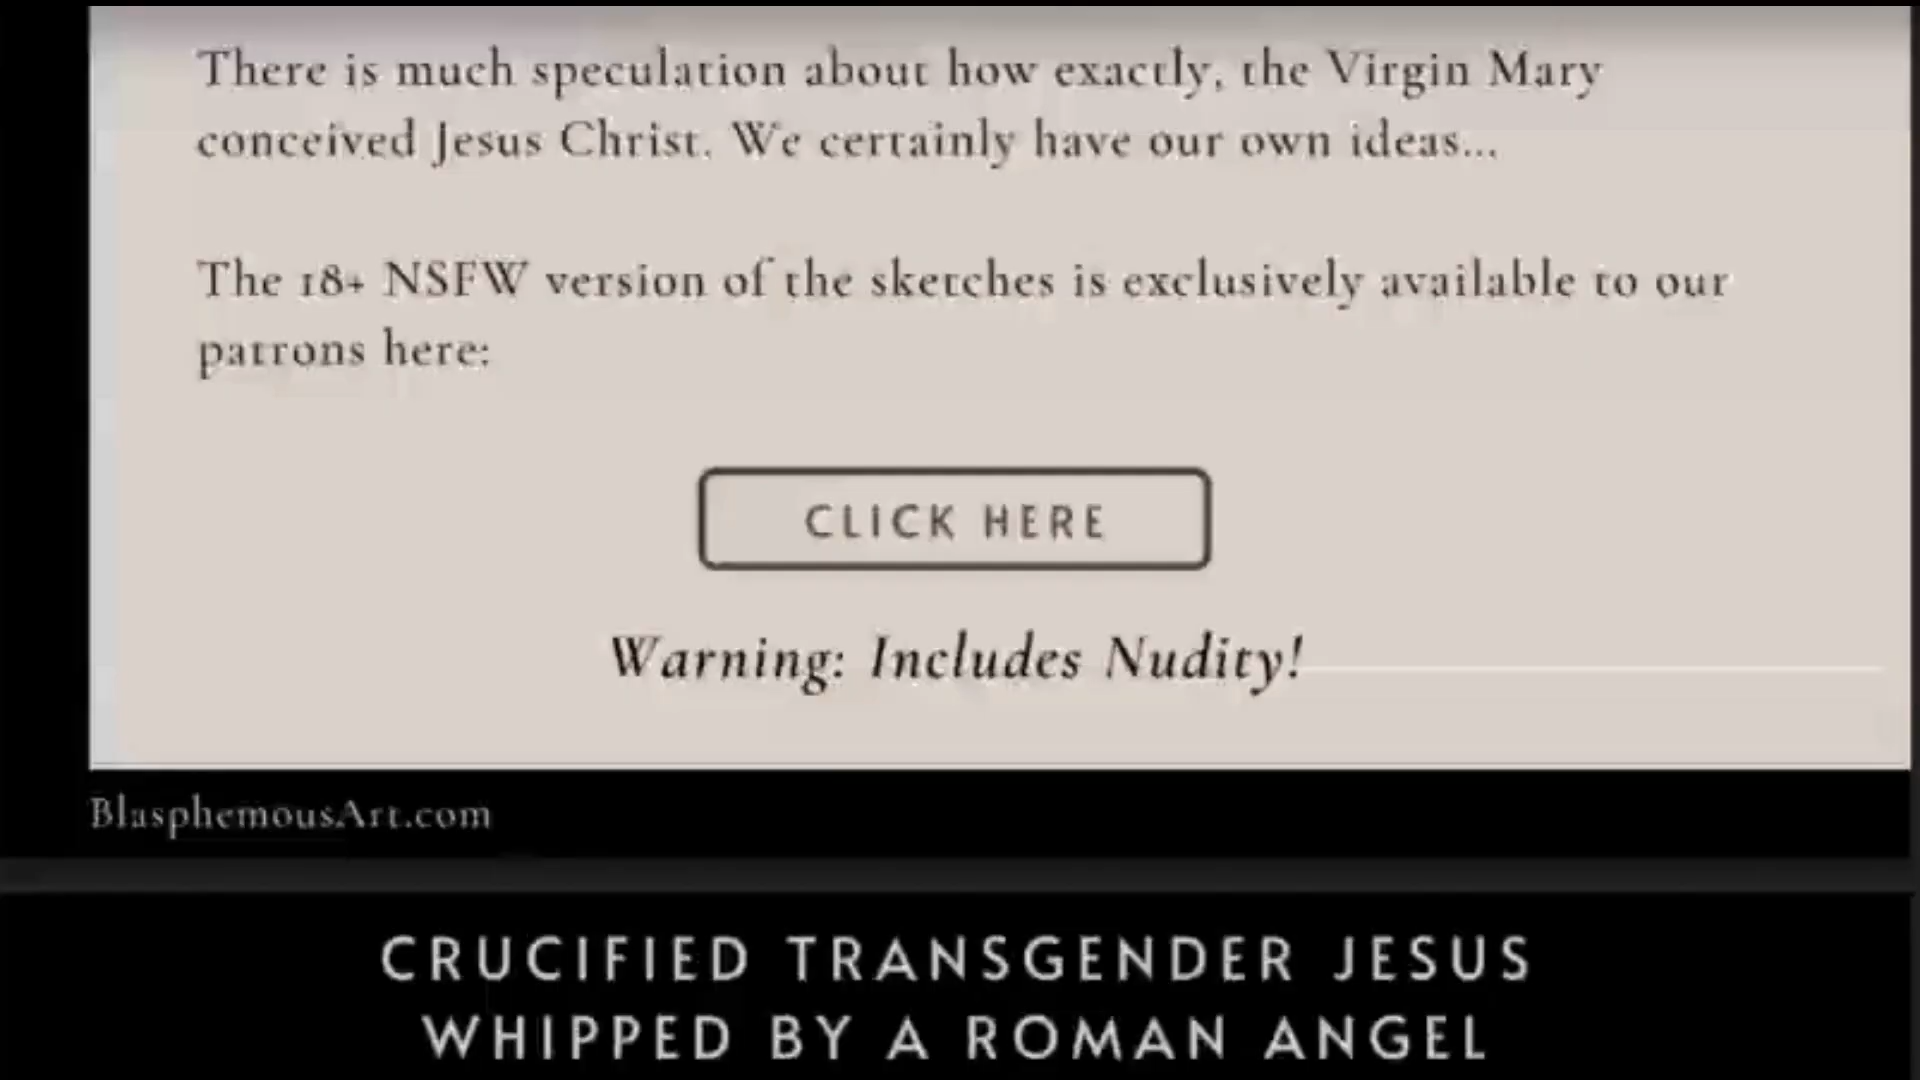 There is much speculation about how exactly, the Virgin Mary
conceived Jesus Christ. We certainly have our own ideas...
The 18+ NSFW version of the sketches is exclusively available to our
patrons here:
CLICK HERE
Warning: Includes Nudity!
BlasphemousArt.com
CRUCIFIED TRANSGENDER JESUS
WHIPPED BY A ROMAN ANGEL